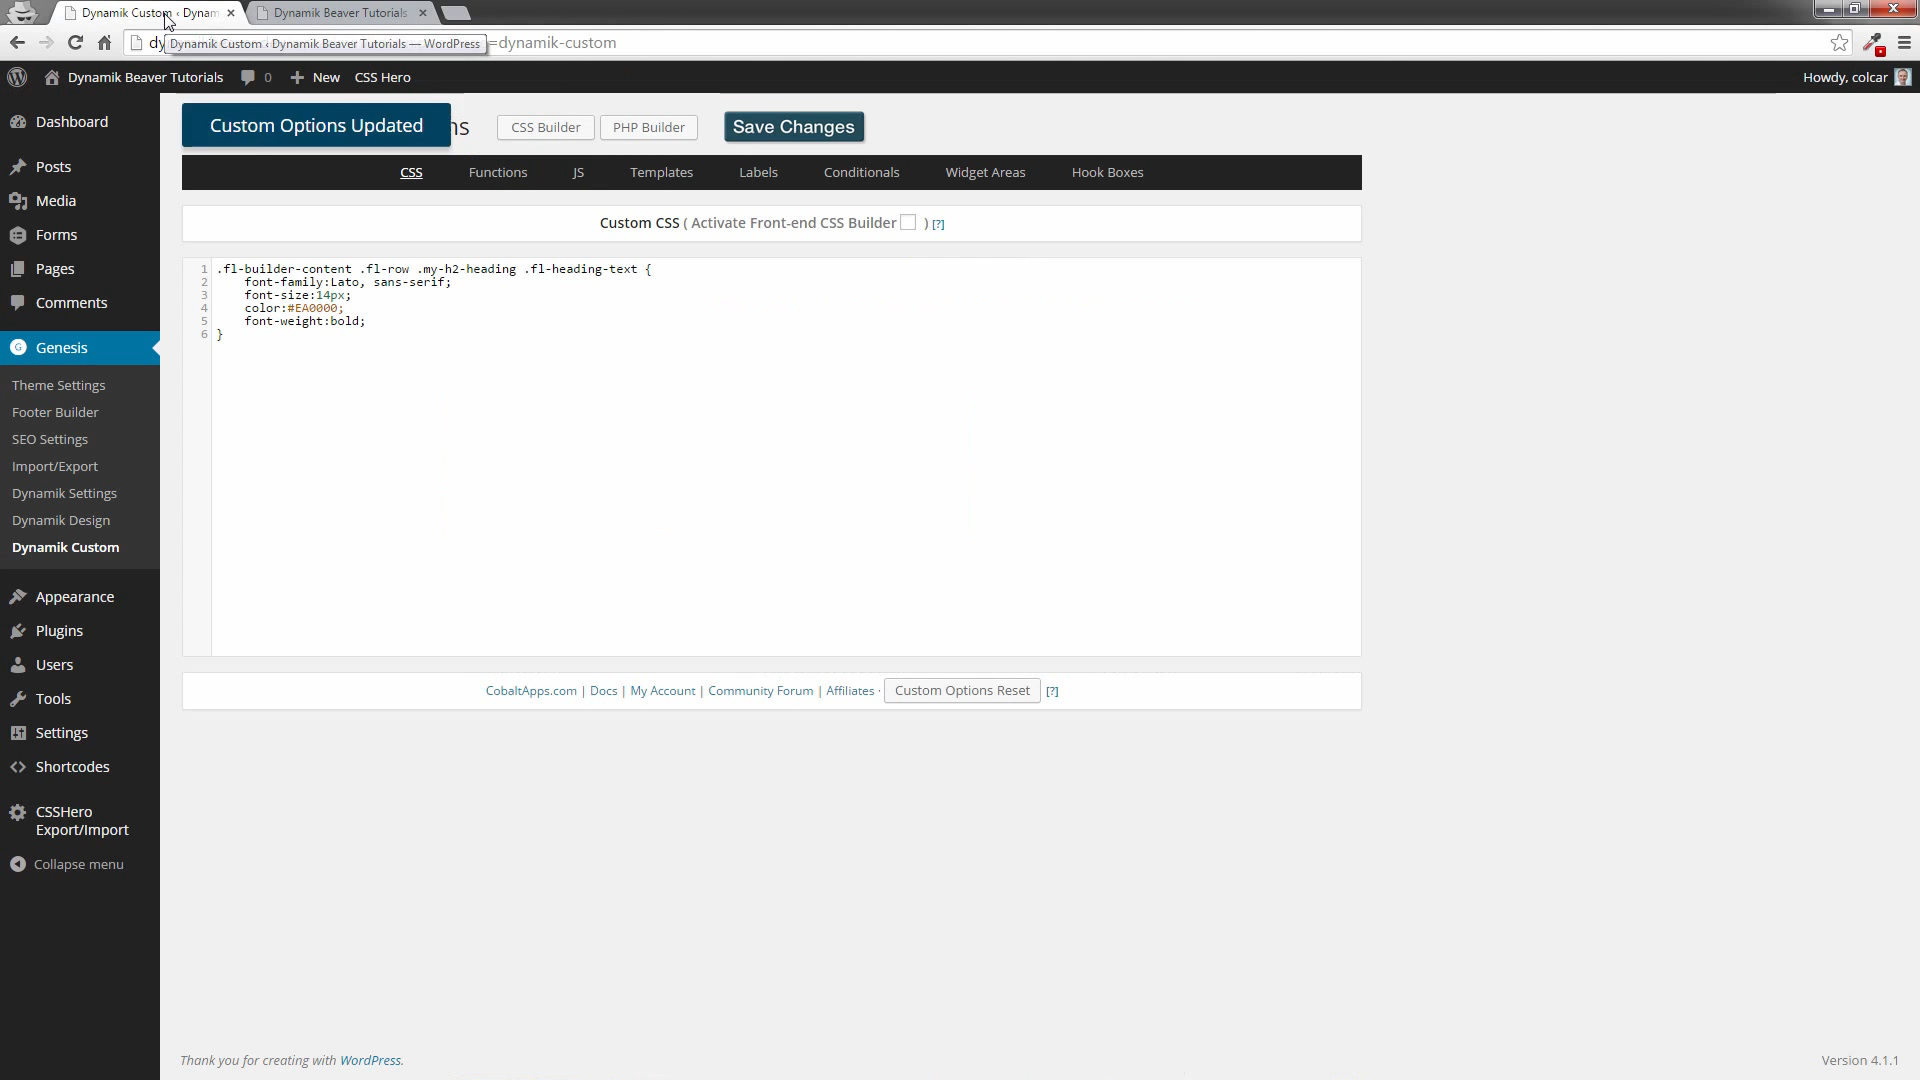 Dynamik Custom ‹ Dynam
Dynamik Beaver Tutorials
dy
Dynamik Custom ‹ Dynamik Beaver Tutorials — WordPress
=dynamik-custom
Dynamik Beaver Tutorials
0
New
CSS Hero
Howdy, colcar
Dashboard
Posts
Media
Forms
Pages
Comments
Genesis
Theme Settings
Footer Builder
SEO Settings
Import/Export
Dynamik Settings
Dynamik Design
Dynamik Custom
Appearance
Plugins
Users
Tools
Settings
Shortcodes
CSSHero
Export/Import
Collapse menu
Custom Options Updated
ns
CSS Builder
PHP Builder
Save Changes
CSS
Functions
JS
Templates
Labels
Conditionals
Widget Areas
Hook Boxes
Custom CSS ( Activate Front-end CSS Builder ) [?]
1 .fl-builder-content .fl-row .my-h2-heading .fl-heading-text {
2 font-family:Lato, sans-serif;
3 font-size:14px;
4 color:#EA0000;
5 font-weight:bold;
6 }
CobaltApps.com | Docs | My Account | Community Forum | Affiliates · Custom Options Reset [?]
Thank you for creating with WordPress.
Version 4.1.1